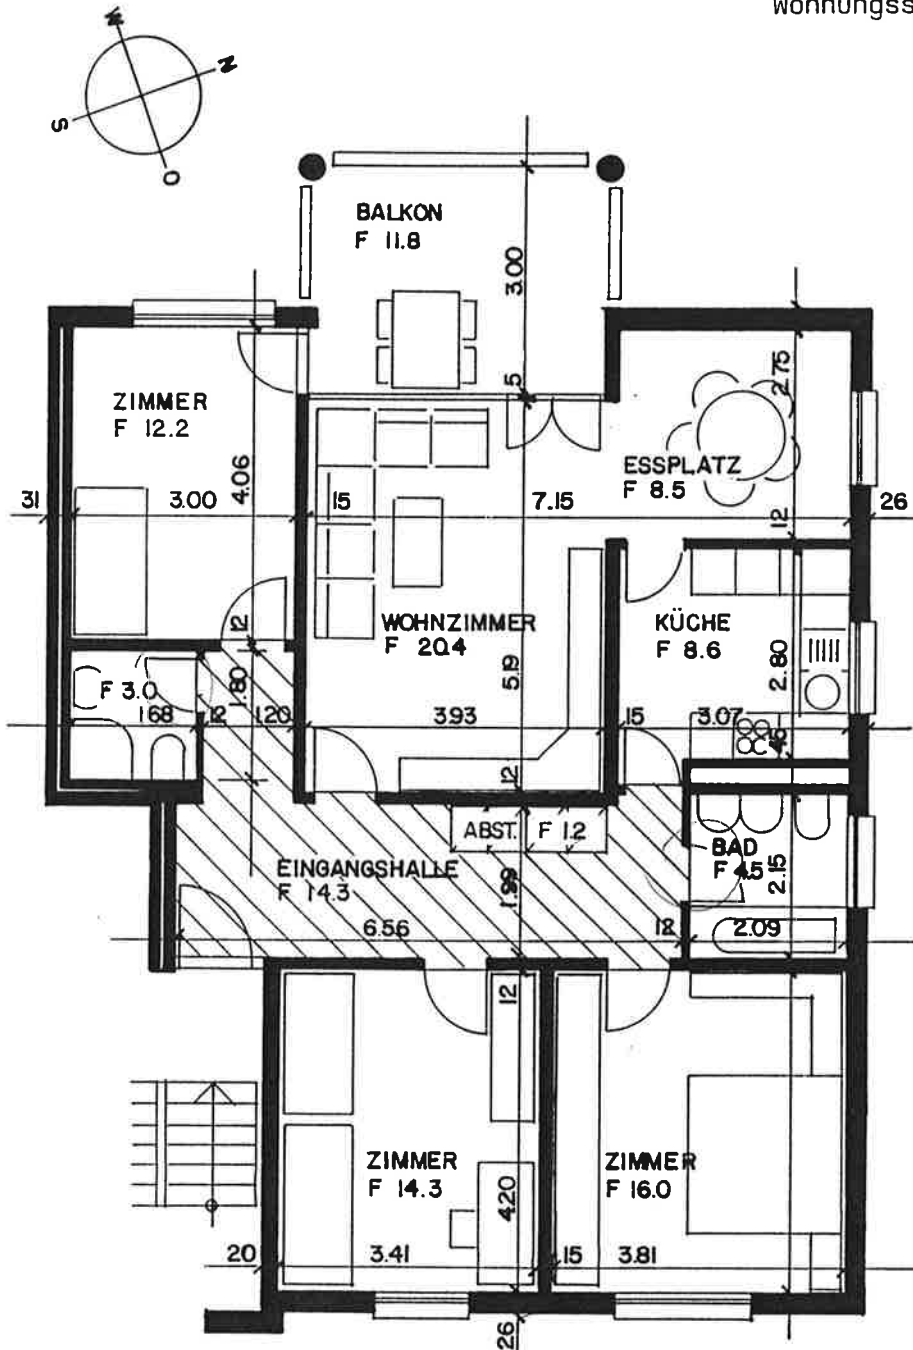 Wohnungss
W
N
S
O
BALKON
F 11.8
3.00
ZIMMER
F 12.2
4.06
15
2.75
ESSPLATZ
F 8.5
31
3.00
15
7.15
12
26
WOHNZIMMER
F 20.4
KÜCHE
F 8.6
12
5.19
2.80
F 3.0
1.80
1.68
12
1.20
3.93
15
3.07
12
ABST. F 1.2
BAD
F 4.5
EINGANGSHALLE
F 14.3
1.99
2.15
6.56
12
2.09
12
ZIMMER
F 14.3
ZIMMER
F 16.0
4.20
20
3.41
15
3.81
26